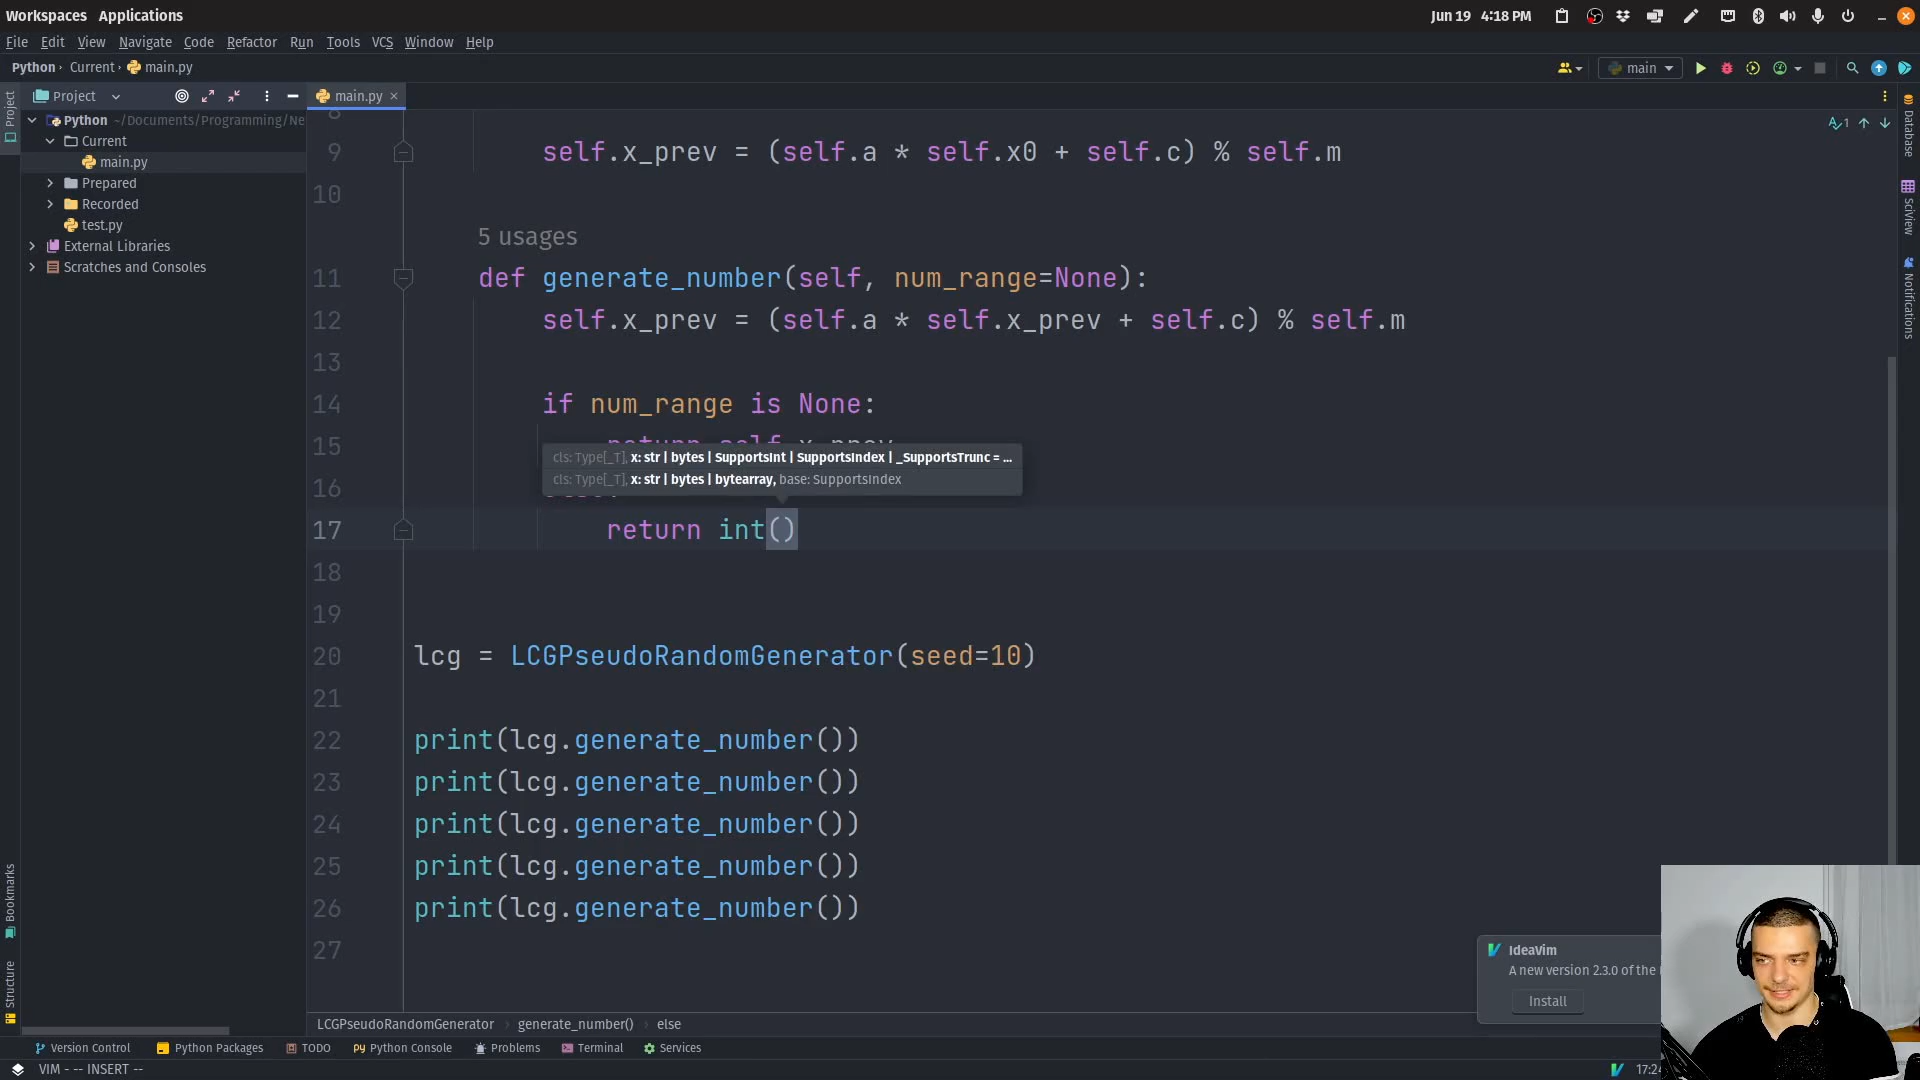 Workspaces Applications
Jun 19 4:18 PM
File Edit View Navigate Code Refactor Run Tools VCS Window Help
Python Current main.py
main
Project
main.py
Python ~/Documents/Programming/Ne
Current
main.py
Prepared
Recorded
test.py
External Libraries
Scratches and Consoles
Project
Bookmarks
Structure
Database
SciView
Notifications
1
8
9 self.x_prev = (self.a * self.x0 + self.c) % self.m
10
5 usages
11 def generate_number(self, num_range=None):
12 self.x_prev = (self.a * self.x_prev + self.c) % self.m
13
14 if num_range is None:
15 return self.x_prev
cls: Type[_T], x: str | bytes | SupportsInt | SupportsIndex | _SupportsTrunc = ...
cls: Type[_T], x: str | bytes | bytearray, base: SupportsIndex
16 else:
17 return int()
18
19
20 lcg = LCGPseudoRandomGenerator(seed=10)
21
22 print(lcg.generate_number())
23 print(lcg.generate_number())
24 print(lcg.generate_number())
25 print(lcg.generate_number())
26 print(lcg.generate_number())
27
IdeaVim
A new version 2.3.0 of the
Install
LCGPseudoRandomGenerator generate_number() else
Version Control Python Packages TODO Python Console Problems Terminal Services
VIM - -- INSERT --
17:24